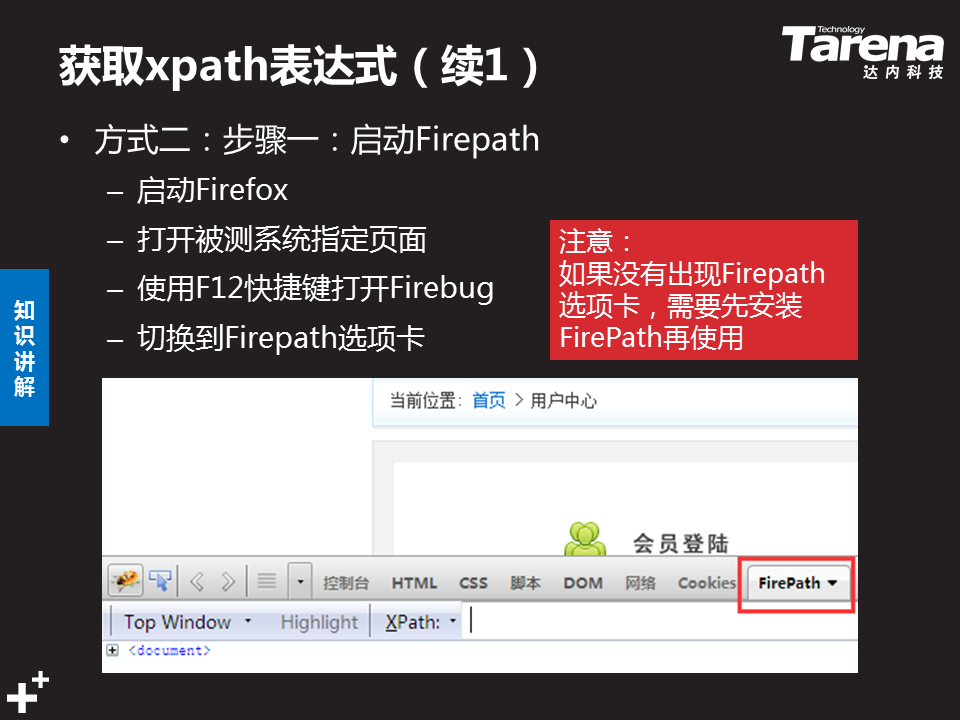 获取xpath表达式（续1）
Technology
Tarena
达内科技
• 方式二：步骤一：启动Firepath
– 启动Firefox
– 打开被测系统指定页面
– 使用F12快捷键打开Firebug
– 切换到Firepath选项卡
注意：
如果没有出现Firepath
选项卡，需要先安装
FirePath再使用
知
识
讲
解
当前位置: 首页 > 用户中心
会员登陆
控制台 HTML CSS 脚本 DOM 网络 Cookies FirePath
Top Window Highlight XPath:
<document>